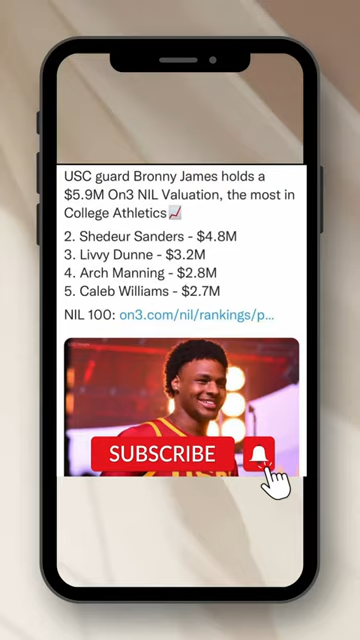 USC guard Bronny James holds a
$5.9M On3 NIL Valuation, the most in
College Athletics📈
2. Shedeur Sanders - $4.8M
3. Livvy Dunne - $3.2M
4. Arch Manning - $2.8M
5. Caleb Williams - $2.7M
NIL 100: on3.com/nil/rankings/p...
SUBSCRIBE